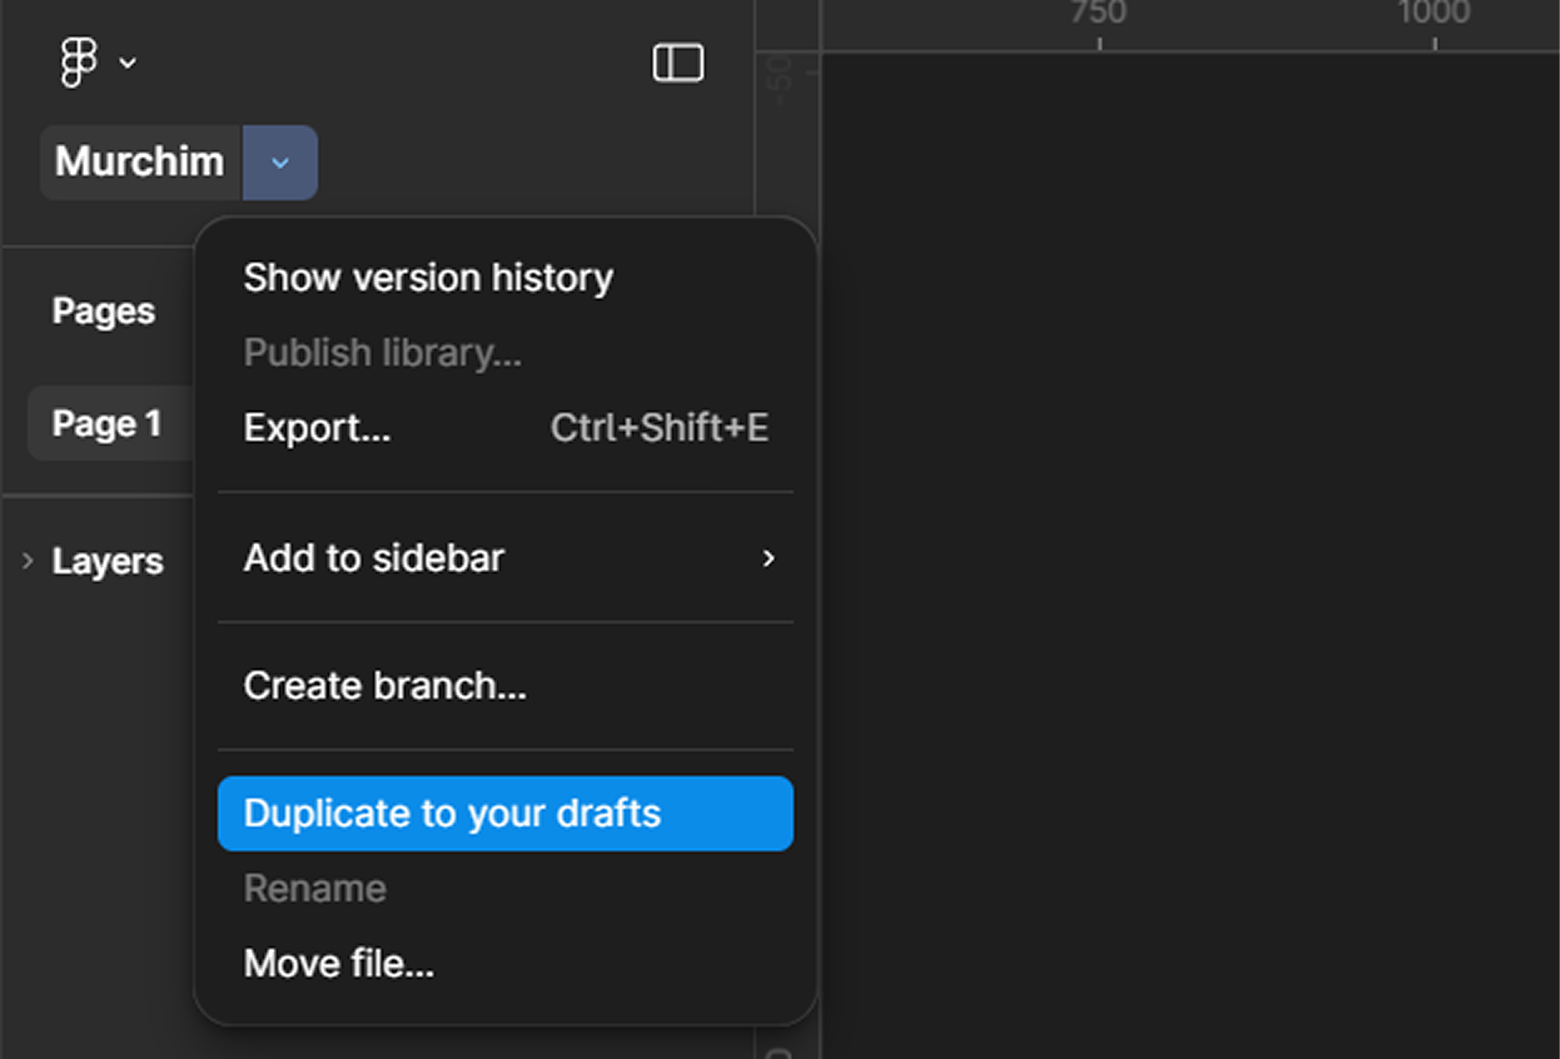 750 1000
-50
Murchim
Show version history
Pages
Publish library...
Page 1
Export... Ctrl+Shift+E
Layers
Add to sidebar
Create branch...
Duplicate to your drafts
Rename
Move file...